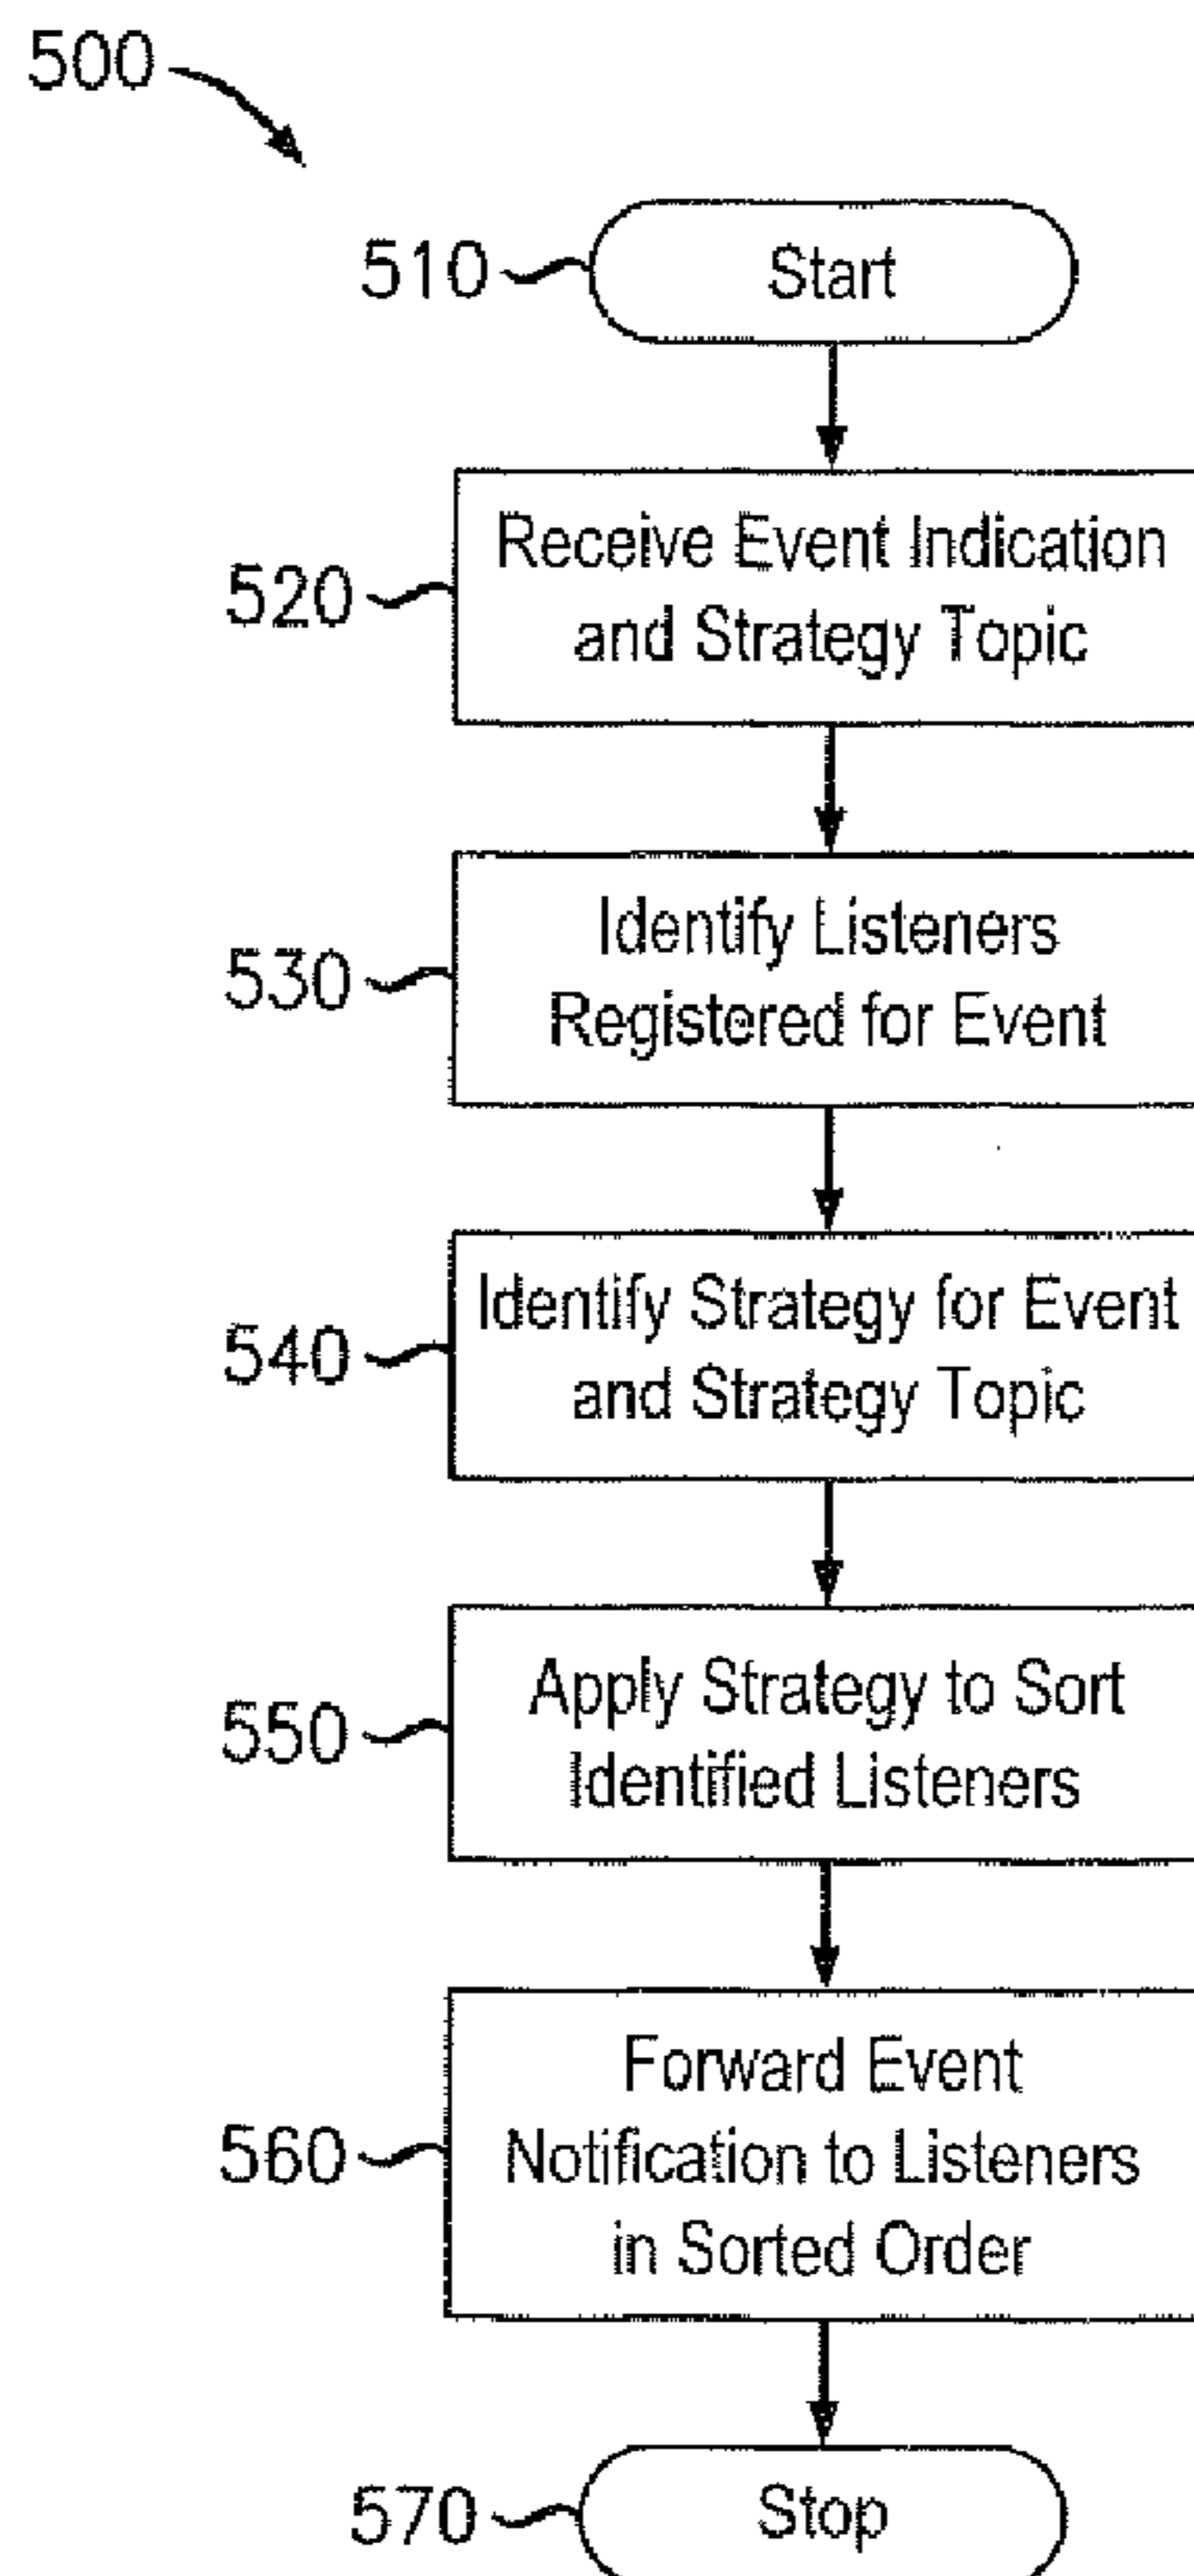 500
510
Start
520
Receive Event Indication
and Strategy Topic
530
Identify Listeners
Registered for Event
540
Identify Strategy for Event
and Strategy Topic
550
Apply Strategy to Sort
Identified Listeners
560
Forward Event
Notification to Listeners
in Sorted Order
570
Stop